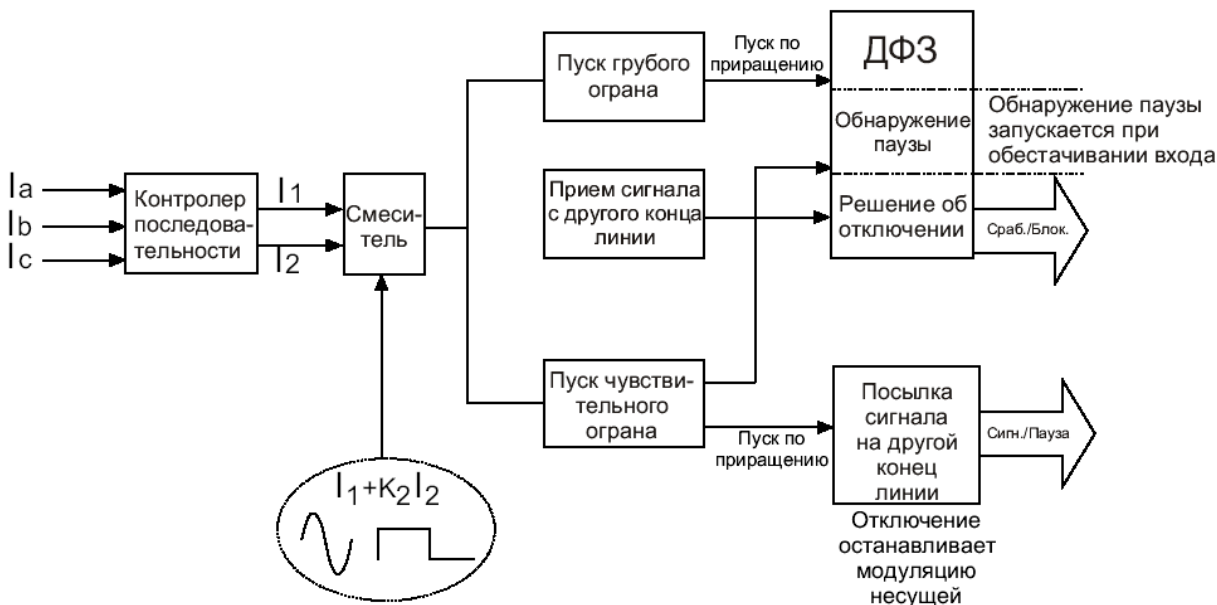 Ia
Ib
Ic
Контролер
последова-
тельности
I1
I2
Смеси-
тель
I1+K2I2
Пуск грубого
ограна
Пуск по
приращению
Прием сигнала
с другого конца
линии
Пуск чувстви-
тельного
ограна
Пуск по
приращению
ДФЗ
Обнаружение
паузы
Решение об
отключении
Обнаружение паузы
запускается при
обестачивании входа
Сраб./Блок.
Посылка
сигнала
на другой
конец
линии
Сигн./Пауза
Отключение
останавливает
модуляцию
несущей